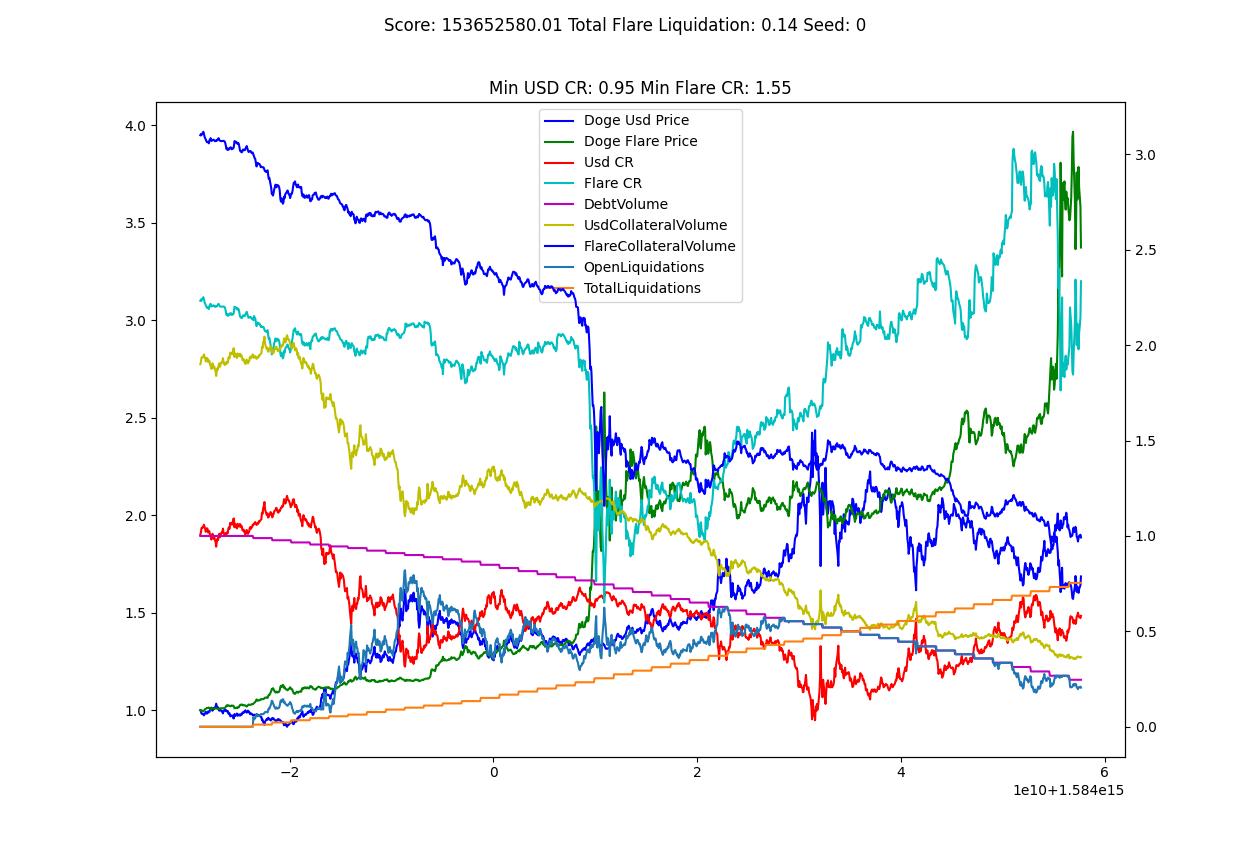 Score: 153652580.01 Total Flare Liquidation: 0.14 Seed: 0
Min USD CR: 0.95 Min Flare CR: 1.55
Doge Usd Price
Doge Flare Price
Usd CR
Flare CR
DebtVolume
UsdCollateralVolume
FlareCollateralVolume
OpenLiquidations
TotalLiquidations
4.0
3.5
3.0
2.5
2.0
1.5
1.0
3.0
2.5
2.0
1.5
1.0
0.5
0.0
−2
0
2
4
6
1e10+1.584e15